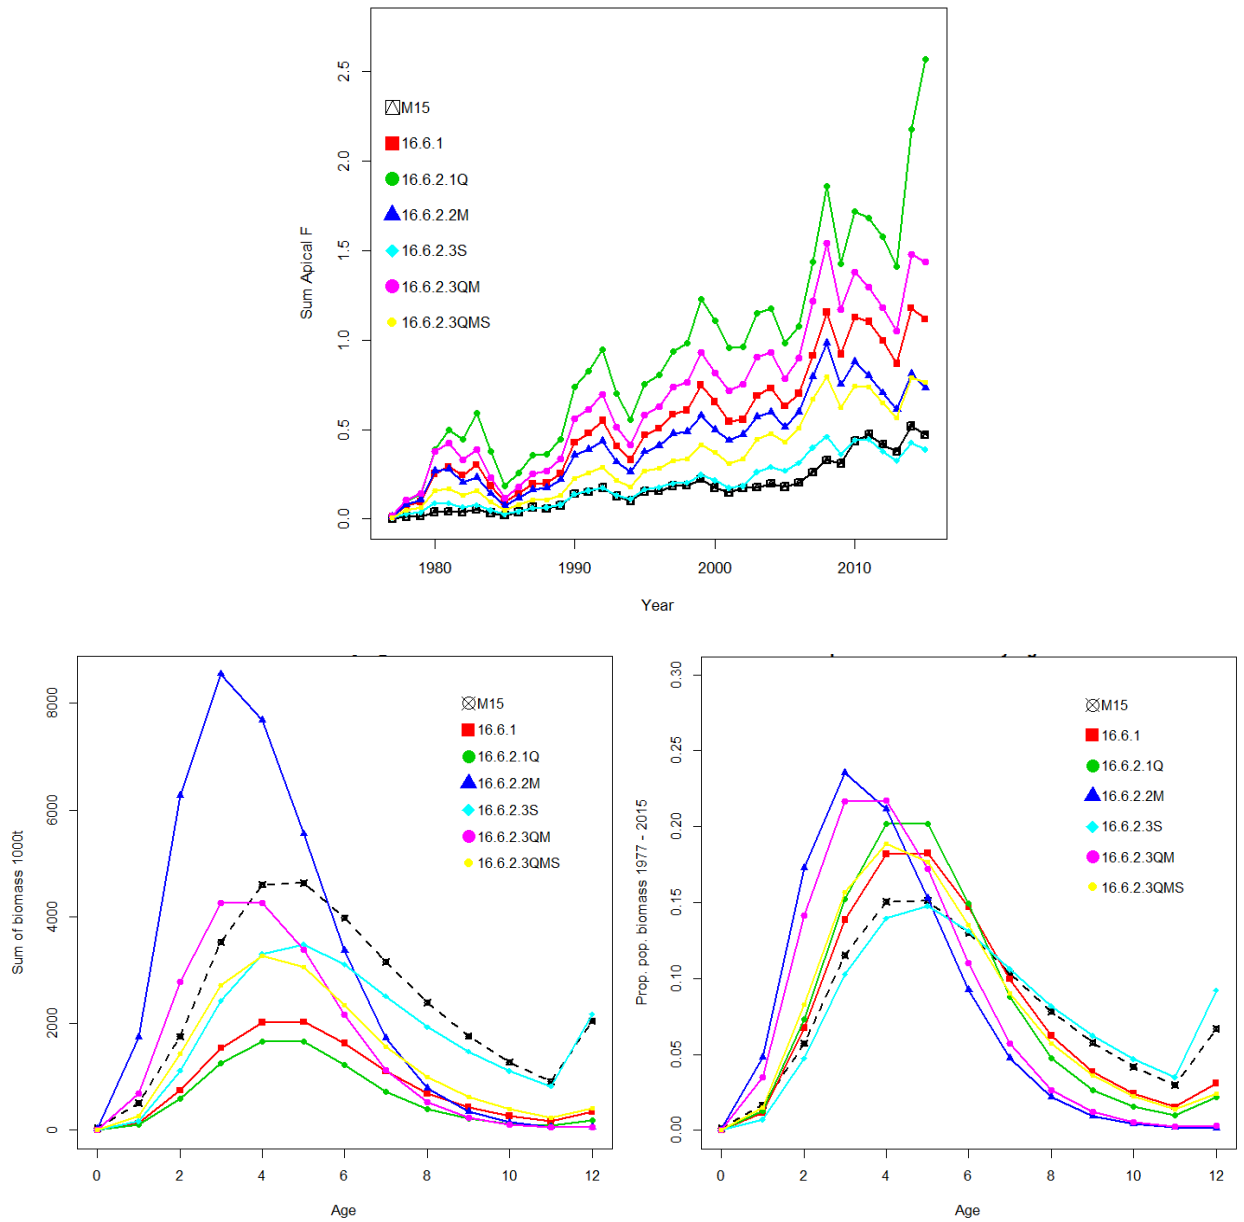 Sum Apical F
0.0 0.5 1.0 1.5 2.0 2.5
M15
16.6.1
16.6.2.1Q
16.6.2.2M
16.6.2.3S
16.6.2.3QM
16.6.2.3QMS
1980 1990 2000 2010
Year
Sum of biomass 1000t
0 2000 4000 6000 8000
M15
16.6.1
16.6.2.1Q
16.6.2.2M
16.6.2.3S
16.6.2.3QM
16.6.2.3QMS
0 2 4 6 8 10 12
Age
Prop. pop. biomass 1977 - 2015
0.00 0.05 0.10 0.15 0.20 0.25 0.30
M15
16.6.1
16.6.2.1Q
16.6.2.2M
16.6.2.3S
16.6.2.3QM
16.6.2.3QMS
0 2 4 6 8 10 12
Age